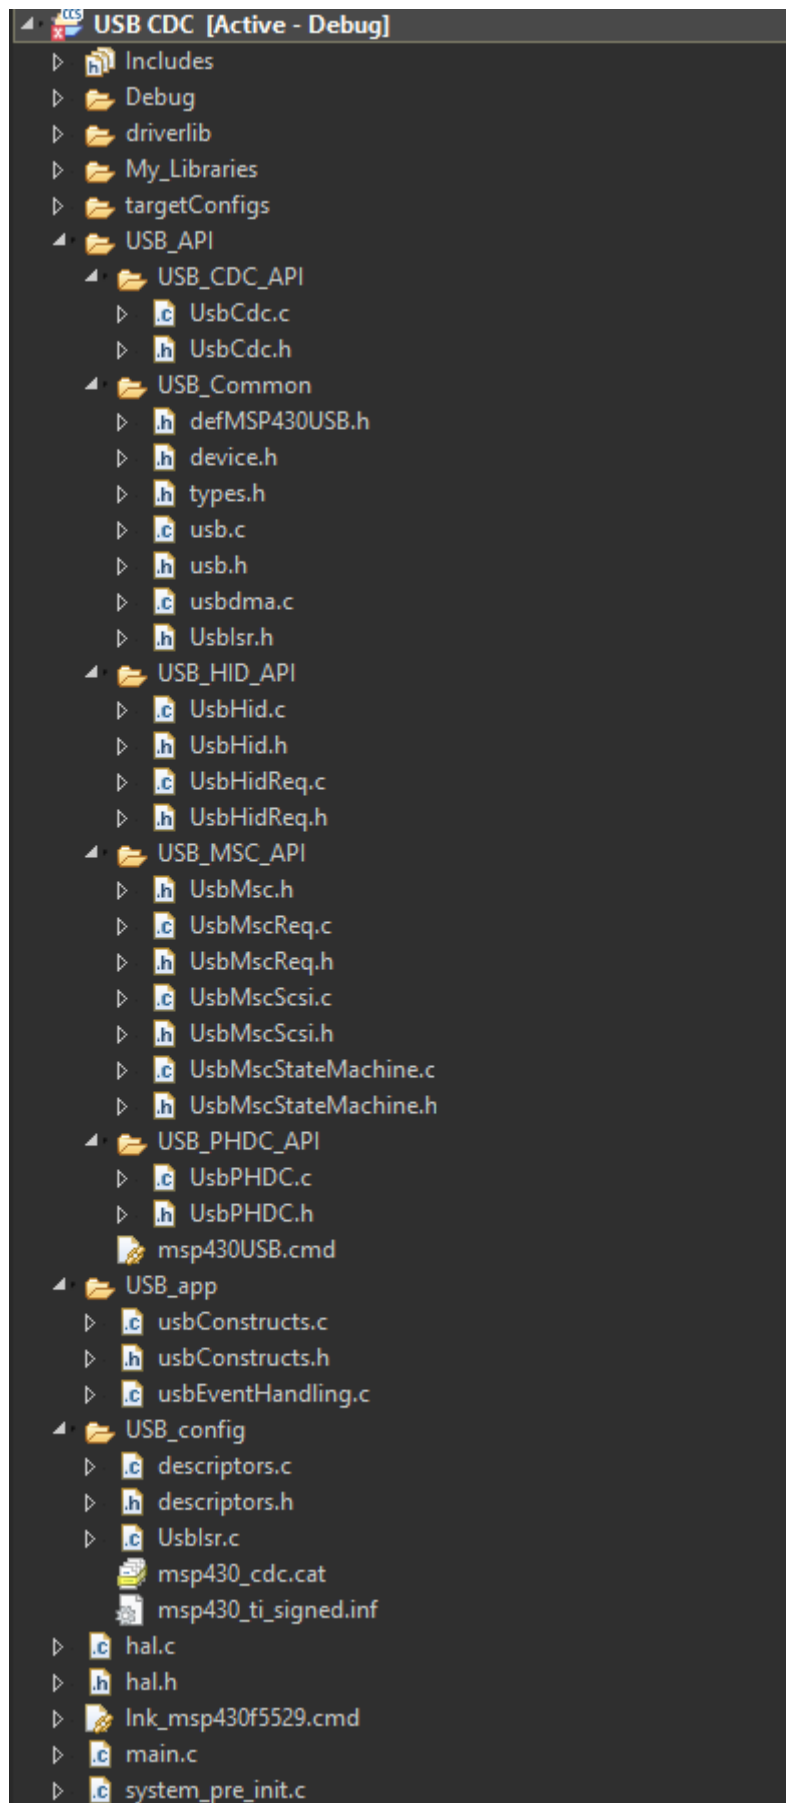 USB CDC [Active - Debug]
Includes
Debug
driverlib
My_Libraries
targetConfigs
USB_API
USB_CDC_API
UsbCdc.c
UsbCdc.h
USB_Common
defMSP430USB.h
device.h
types.h
usb.c
usb.h
usbdma.c
UsbIsr.h
USB_HID_API
UsbHid.c
UsbHid.h
UsbHidReq.c
UsbHidReq.h
USB_MSC_API
UsbMsc.h
UsbMscReq.c
UsbMscReq.h
UsbMscScsi.c
UsbMscScsi.h
UsbMscStateMachine.c
UsbMscStateMachine.h
USB_PHDC_API
UsbPHDC.c
UsbPHDC.h
msp430USB.cmd
USB_app
usbConstructs.c
usbConstructs.h
usbEventHandling.c
USB_config
descriptors.c
descriptors.h
UsbIsr.c
msp430_cdc.cat
msp430_ti_signed.inf
hal.c
hal.h
lnk_msp430f5529.cmd
main.c
system_pre_init.c